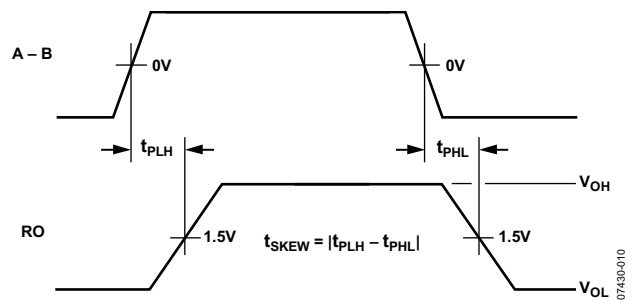 A – B
0V
0V
tPLH
tPHL
VOH
RO
1.5V
tSKEW = |tPLH – tPHL|
1.5V
VOL
07430-010